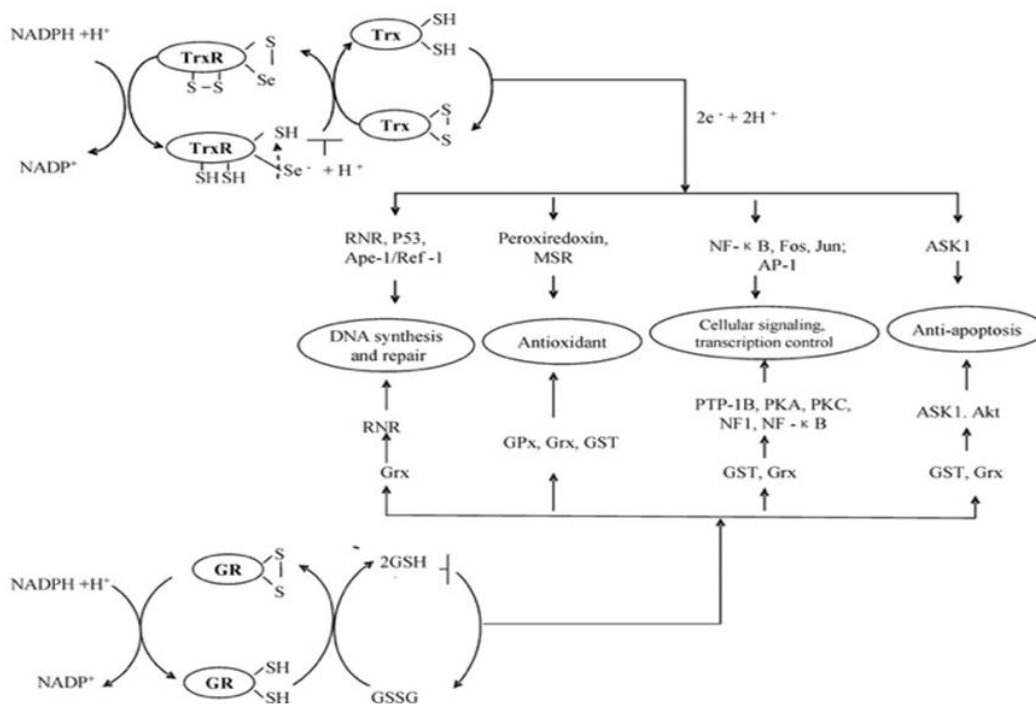 NADPH +H⁺
TrxR
S
Se
S–S
Trx
SH
SH
Trx
S
S
NADP⁺
TrxR
SH
SH SH
Se⁻ + H⁺
2e⁻ + 2H⁺
RNR, P53,
Ape-1/Ref -1
Peroxiredoxin,
MSR
NF-κB, Fos, Jun;
AP-1
ASK1
DNA synthesis
and repair
Antioxidant
Cellular signaling,
transcription control
Anti-apoptosis
RNR
GPx, Grx, GST
PTP-1B, PKA, PKC,
NF1, NF -κB
ASK1. Akt
Grx
GST, Grx
GST, Grx
NADPH +H⁺
GR
S
S
2GSH
NADP⁺
GR
SH
SH
GSSG